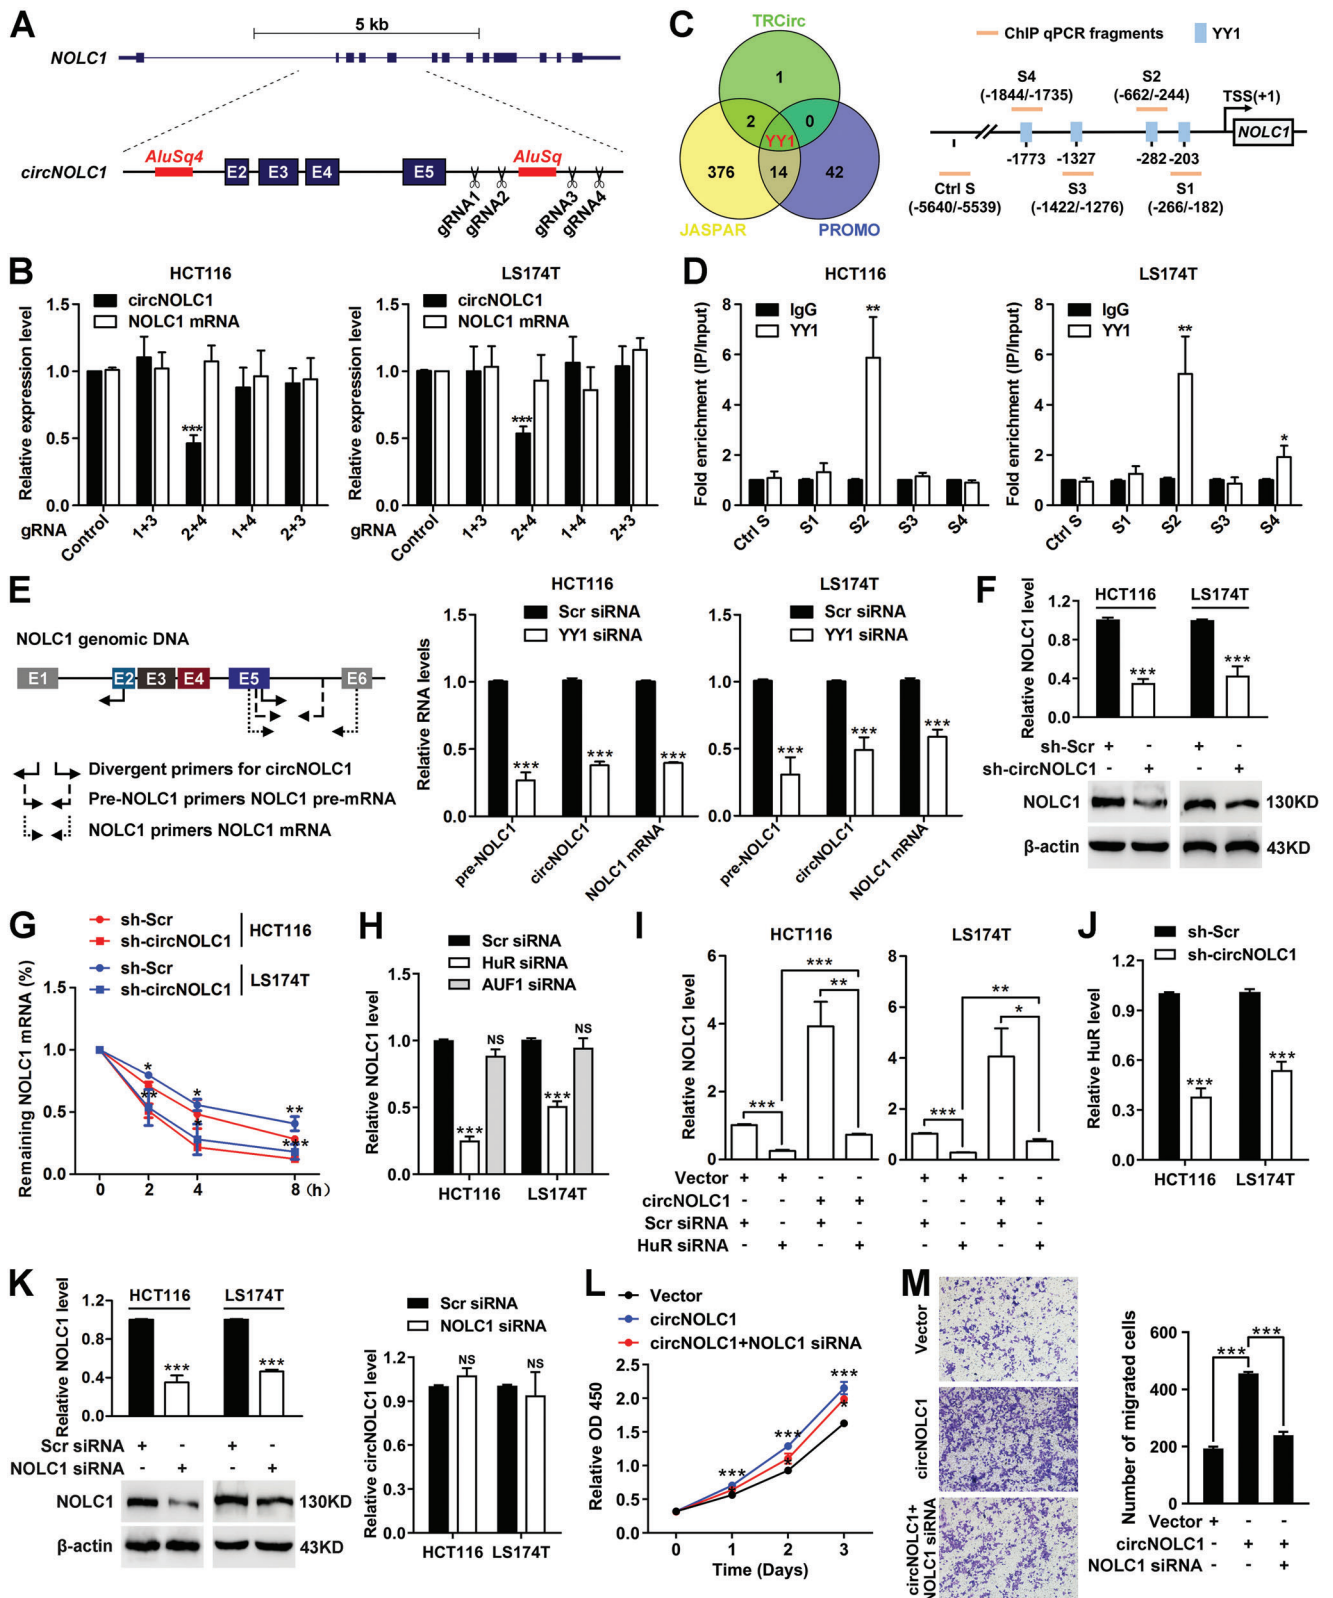 A
5 kb
NOLC1
AluSq4
AluSq
circNOLC1
E2
E3
E4
E5
gRNA1
gRNA2
gRNA3
gRNA4
C
TRCirc
1
2
0
YY1
376
14
42
JASPAR
PROMO
ChIP qPCR fragments
YY1
S4
(-1844/-1735)
S2
(-662/-244)
TSS(+1)
NOLC1
-1773
-1327
-282
-203
Ctrl S
(-5640/-5539)
S3
(-1422/-1276)
S1
(-266/-182)
B
HCT116
circNOLC1
NOLC1 mRNA
Relative expression level
1.5
1.0
0.5
0.0
***
gRNA
Control
1+3
2+4
1+4
2+3
LS174T
circNOLC1
NOLC1 mRNA
Relative expression level
1.5
1.0
0.5
0.0
***
gRNA
Control
1+3
2+4
1+4
2+3
D
HCT116
IgG
YY1
Fold enrichment (IP/Input)
8
6
4
2
0
**
Ctrl S
S1
S2
S3
S4
LS174T
IgG
YY1
Fold enrichment (IP/Input)
8
6
4
2
0
**
*
Ctrl S
S1
S2
S3
S4
E
NOLC1 genomic DNA
E1
E2
E3
E4
E5
E6
Divergent primers for circNOLC1
Pre-NOLC1 primers NOLC1 pre-mRNA
NOLC1 primers NOLC1 mRNA
HCT116
Scr siRNA
YY1 siRNA
Relative RNA levels
1.5
1.0
0.5
0.0
***
***
***
pre-NOLC1
circNOLC1
NOLC1 mRNA
LS174T
Scr siRNA
YY1 siRNA
1.5
1.0
0.5
0.0
***
***
***
pre-NOLC1
circNOLC1
NOLC1 mRNA
F
Relative NOLC1 level
HCT116
LS174T
1.2
0.8
0.4
0.0
***
***
sh-Scr + - + -
sh-circNOLC1 - + - +
NOLC1
130KD
β-actin
43KD
G
sh-Scr
sh-circNOLC1
HCT116
sh-Scr
sh-circNOLC1
LS174T
Remaining NOLC1 mRNA (%)
1.5
1.0
0.5
0.0
*
**
*
*
**
***
0
2
4
8 (h)
H
Scr siRNA
HuR siRNA
AUF1 siRNA
Relative NOLC1 level
1.5
1.0
0.5
0.0
***
NS
***
NS
HCT116
LS174T
I
HCT116
Relative NOLC1 level
6
4
2
0
***
***
**
LS174T
8
6
4
2
0
***
**
*
Vector + + - - + + - -
circNOLC1 - - + + - - + +
Scr siRNA + - + - + - + -
HuR siRNA - + - + - + - +
J
sh-Scr
sh-circNOLC1
Relative HuR level
1.2
0.9
0.6
0.3
0.0
***
***
HCT116
LS174T
K
Relative NOLC1 level
HCT116
LS174T
1.2
0.8
0.4
0.0
***
***
Scr siRNA + - + -
NOLC1 siRNA - + - +
NOLC1
130KD
β-actin
43KD
Scr siRNA
NOLC1 siRNA
Relative circNOLC1 level
1.2
0.9
0.6
0.3
0.0
NS
NS
HCT116
LS174T
L
Vector
circNOLC1
circNOLC1+NOLC1 siRNA
Relative OD 450
2.5
2.0
1.5
1.0
0.5
0.0
***
*
***
*
***
*
0
1
2
3
Time (Days)
M
Vector
circNOLC1
circNOLC1+
NOLC1 siRNA
Number of migrated cells
600
400
200
0
***
***
Vector + - -
circNOLC1 - + +
NOLC1 siRNA - - +